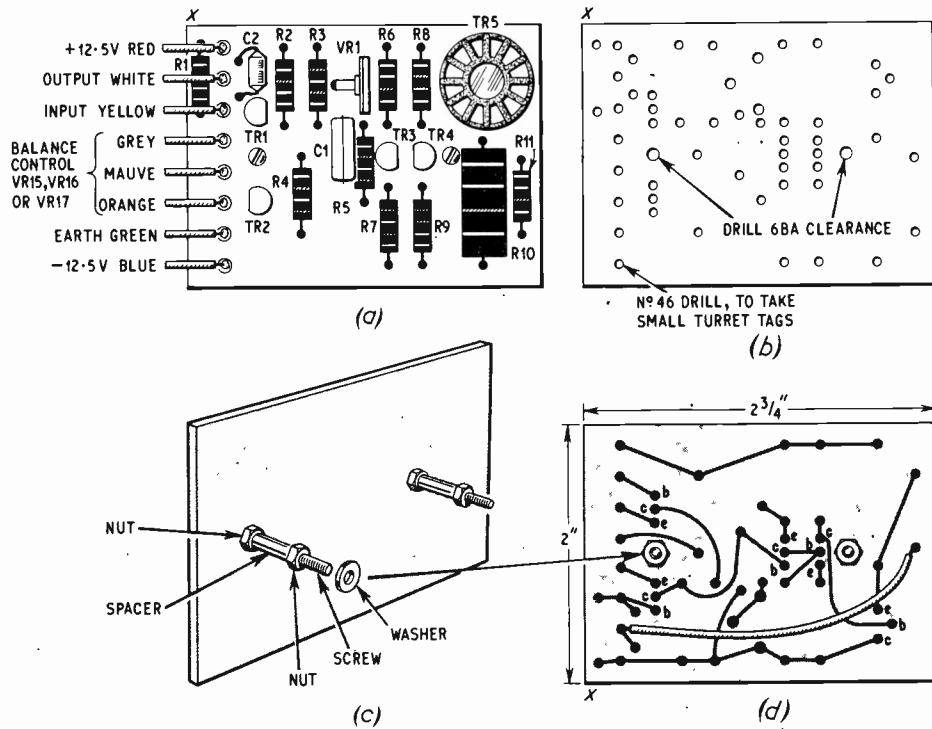 X
+12·5V RED
OUTPUT WHITE
INPUT YELLOW
BALANCE CONTROL VR15,VR16 OR VR17
GREY
MAUVE
ORANGE
EARTH GREEN
−12·5V BLUE
R1
C2
R2
R3
VR1
R6
R8
TR5
TR1
C1
TR3
TR4
R11
R4
R5
TR2
R7
R9
R10
(a)
X
DRILL 6BA CLEARANCE
Nº 46 DRILL, TO TAKE
SMALL TURRET TAGS
(b)
NUT
SPACER
NUT
SCREW
WASHER
(c)
2 3/4"
2"
b
c
e
e
c
e
c
b
c
b
e
e
b
c
X
(d)